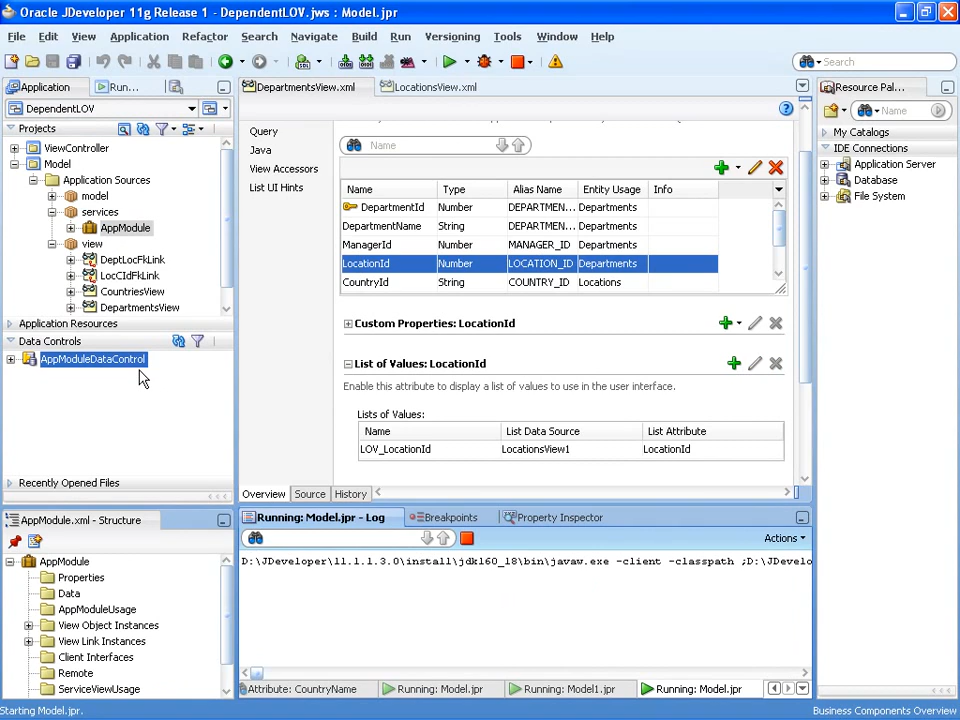 Oracle JDeveloper 11g Release 1 - DependentLOV.jws : Model.jpr
File Edit View Application Refactor Search Navigate Build Run Versioning Tools Window Help
Search
Application
Run...
DepartmentsView.xml
LocationsView.xml
Resource Pal...
DependentLOV
Projects
ViewController
Model
Application Sources
model
services
AppModule
view
DeptLocFkLink
LocCIdFkLink
CountriesView
DepartmentsView
Application Resources
Data Controls
AppModuleDataControl
Recently Opened Files
Query
Java
View Accessors
List UI Hints
Name
Name Type Alias Name Entity Usage Info
DepartmentId Number DEPARTMEN... Departments
DepartmentName String DEPARTMEN... Departments
ManagerId Number MANAGER_ID Departments
LocationId Number LOCATION_ID Departments
CountryId String COUNTRY_ID Locations
Custom Properties: LocationId
List of Values: LocationId
Enable this attribute to display a list of values to use in the user interface.
Lists of Values:
Name List Data Source List Attribute
LOV_LocationId LocationsView1 LocationId
Overview Source History
Name
My Catalogs
IDE Connections
Application Server
Database
File System
AppModule.xml - Structure
AppModule
Properties
Data
AppModuleUsage
View Object Instances
View Link Instances
Client Interfaces
Remote
ServiceViewUsage
Running: Model.jpr - Log
Breakpoints
Property Inspector
Actions
D:\JDeveloper\11.1.1.3.0\install\jdk160_18\bin\javaw.exe -client -classpath ;D:\JDevelo
Attribute: CountryName
Running: Model.jpr
Running: Model1.jpr
Running: Model.jpr
Starting Model.jpr.
Business Components Overview